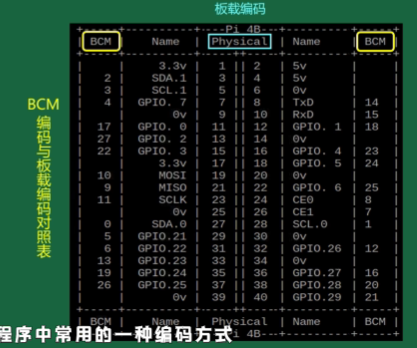 板载编码
+-----+---------+--Pi 4B--+---------+-----+
| BCM | Name | Physical | Name | BCM |
| | 3.3v | 1 || 2 | 5v | |
| 2 | SDA.1 | 3 || 4 | 5v | |
| 3 | SCL.1 | 5 || 6 | 0v | |
| 4 | GPIO. 7 | 7 || 8 | TxD | 14 |
| | 0v | 9 || 10 | RxD | 15 |
| 17 | GPIO. 0 | 11 || 12 | GPIO. 1 | 18 |
| 27 | GPIO. 2 | 13 || 14 | 0v | |
| 22 | GPIO. 3 | 15 || 16 | GPIO. 4 | 23 |
| | 3.3v | 17 || 18 | GPIO. 5 | 24 |
| 10 | MOSI | 19 || 20 | 0v | |
| 9 | MISO | 21 || 22 | GPIO. 6 | 25 |
| 11 | SCLK | 23 || 24 | CE0 | 8 |
| | 0v | 25 || 26 | CE1 | 7 |
| 0 | SDA.0 | 27 || 28 | SCL.0 | 1 |
| 5 | GPIO.21 | 29 || 30 | 0v | |
| 6 | GPIO.22 | 31 || 32 | GPIO.26 | 12 |
| 13 | GPIO.23 | 33 || 34 | 0v | |
| 19 | GPIO.24 | 35 || 36 | GPIO.27 | 16 |
| 26 | GPIO.25 | 37 || 38 | GPIO.28 | 20 |
| | 0v | 39 || 40 | GPIO.29 | 21 |
| BCM | Name | Physical | Name | BCM |
Pi 4B
BCM
编码与板载编码对照表
程序中常用的一种编码方式